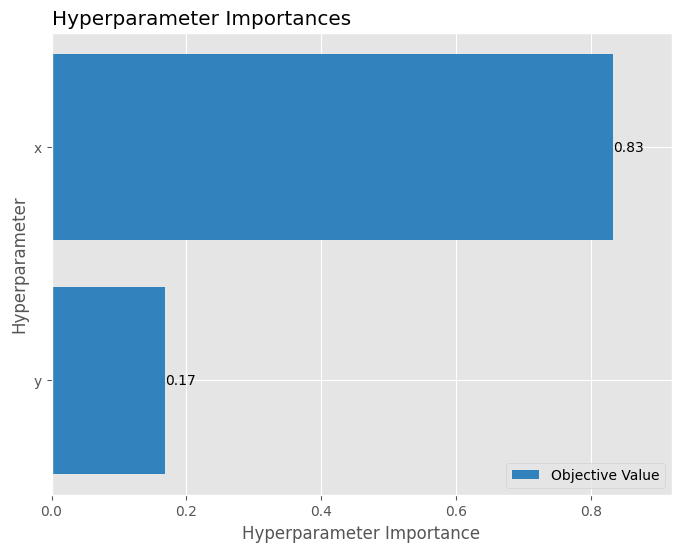 Hyperparameter Importances
Hyperparameter
x
0.83
y
0.17
Objective Value
0.0 0.2 0.4 0.6 0.8
Hyperparameter Importance